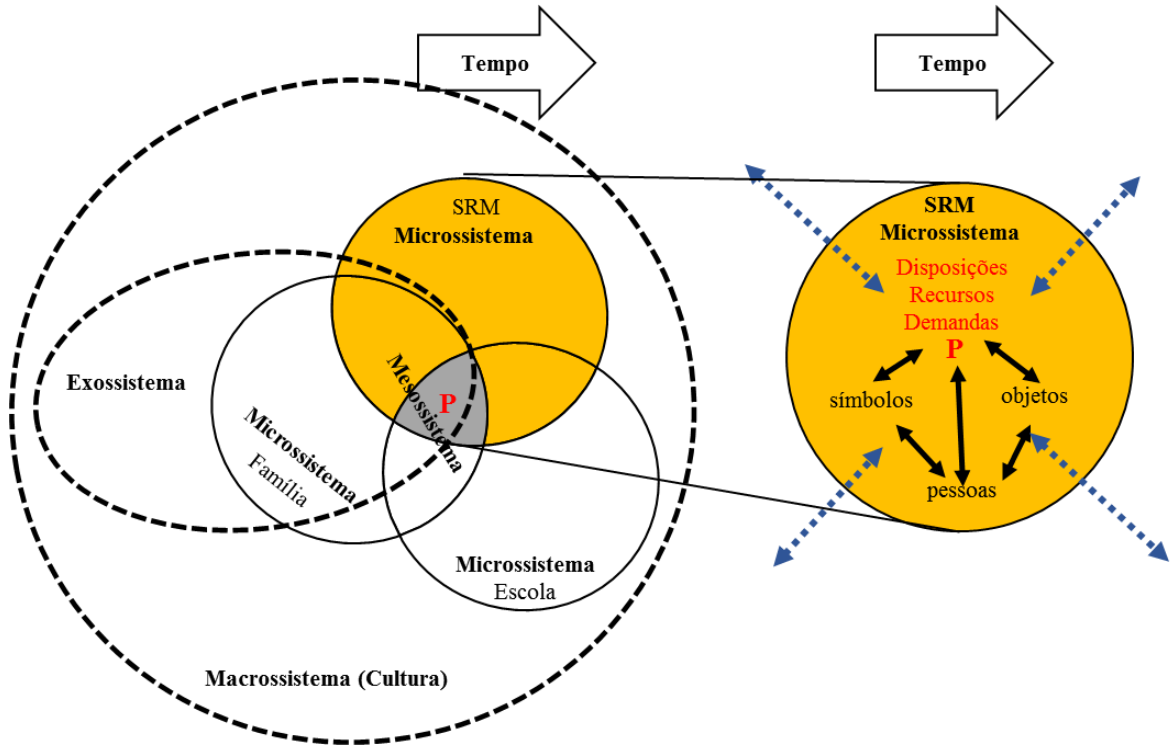 Tempo
Tempo
SRM
Microssistema
Exossistema
Microssistema
Família
Mesossistema
P
Microssistema
Escola
Macrossistema (Cultura)
SRM
Microssistema
Disposições
Recursos
Demandas
P
símbolos
objetos
pessoas